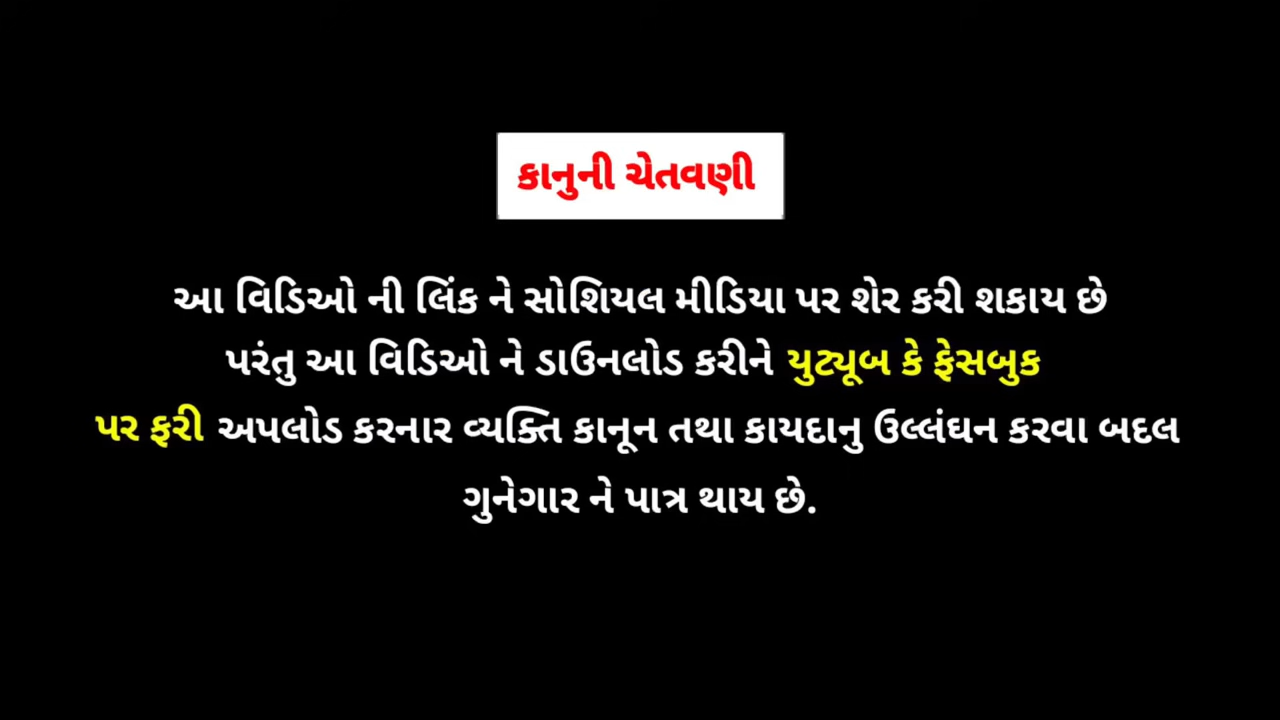 કાનુની ચેતવણી
આ વિડિઓ ની લિંક ને સોશિયલ મીડિયા પર શેર કરી શકાય છે
પરંતુ આ વિડિઓ ને ડાઉનલોડ કરીને યુટ્યૂબ કે ફેસબુક
પર ફરી અપલોડ કરનાર વ્યક્તિ કાનૂન તથા કાયદાનુ ઉલ્લંઘન કરવા બદલ
ગુનેગાર ને પાત્ર થાય છે.